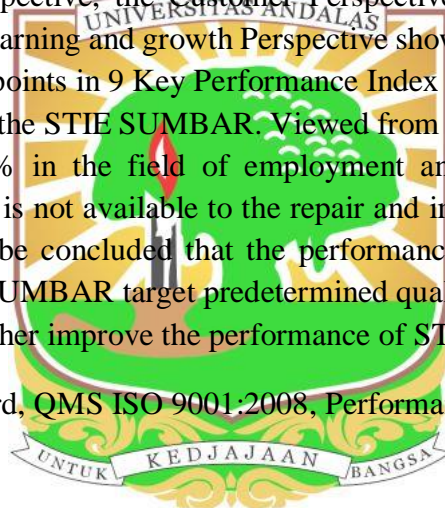 spective, the Customer Perspective
UNIVERSITAS ANDALAS
earning and growth Perspective show
points in 9 Key Performance Index
the STIE SUMBAR. Viewed from
% in the field of employment an
is not available to the repair and in
be concluded that the performanc
UMBAR target predetermined qua
her improve the performance of ST
rd, QMS ISO 9001:2008, Performa
UNTUK KEDJAJAAN BANGSA